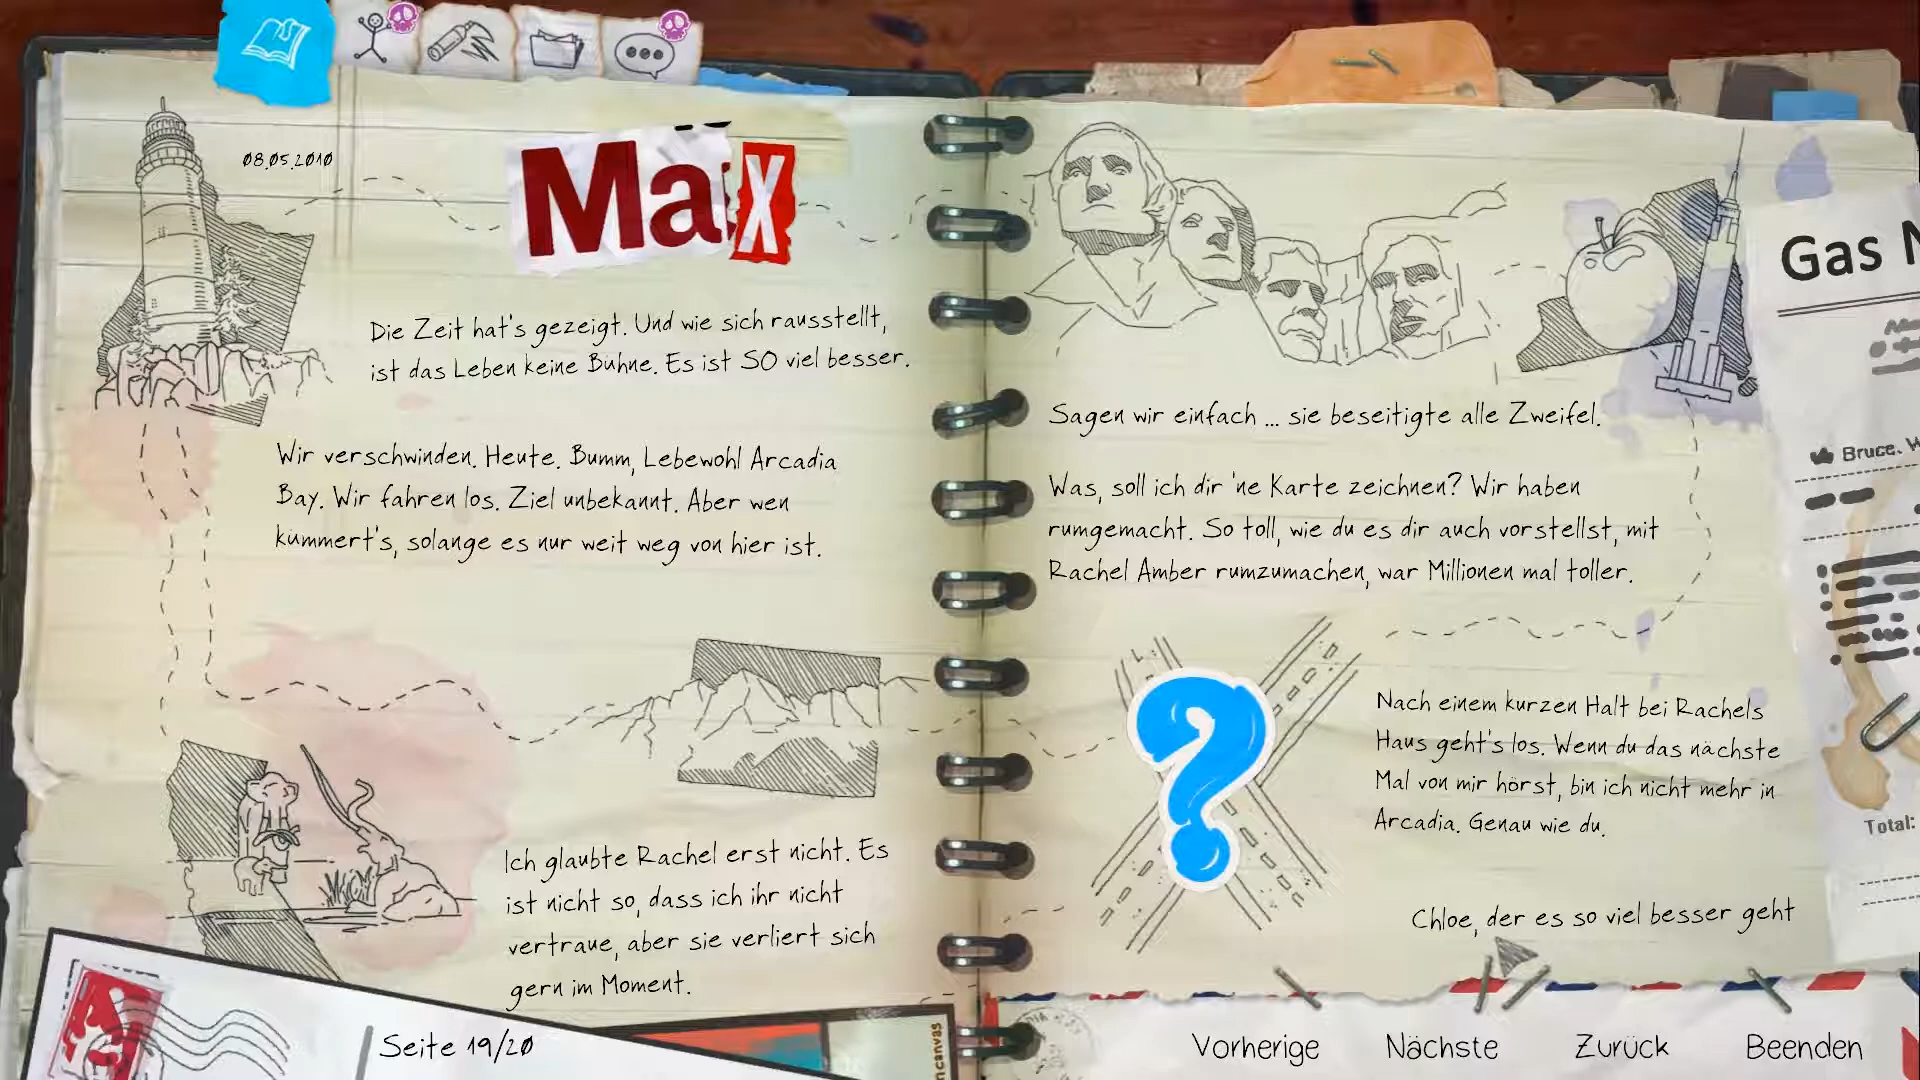 08.05.2010
Max
Die Zeit hat's gezeigt. Und wie sich rausstellt,
ist das Leben keine Bühne. Es ist SO viel besser.
Wir verschwinden. Heute. Bumm, Lebewohl Arcadia
Bay. Wir fahren los. Ziel unbekannt. Aber wen
kümmert's, solange es nur weit weg von hier ist.
Ich glaubte Rachel erst nicht. Es
ist nicht so, dass ich ihr nicht
vertraue, aber sie verliert sich
gern im Moment.
Seite 19/20
Sagen wir einfach ... sie beseitigte alle Zweifel.
Was, soll ich dir 'ne Karte zeichnen? Wir haben
rumgemacht. So toll, wie du es dir auch vorstellst, mit
Rachel Amber rumzumachen, war Millionen mal toller.
?
Nach einem kurzen Halt bei Rachels
Haus geht's los. Wenn du das nächste
Mal von mir hörst, bin ich nicht mehr in
Arcadia. Genau wie du.
Chloe, der es so viel besser geht
Gas
Bruce. W
Total:
Vorherige Nächste Zurück Beenden